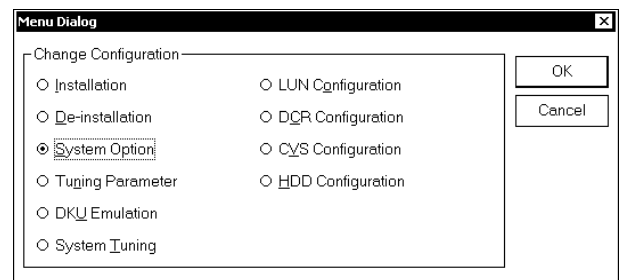 Menu Dialog
Change Configuration
Installation
De-installation
System Option
Tuning Parameter
DKU Emulation
System Tuning
LUN Configuration
DCR Configuration
CVS Configuration
HDD Configuration
OK
Cancel